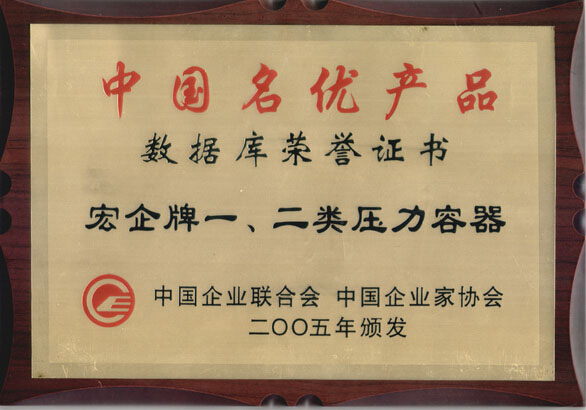 中国名优产品
数据库荣誉证书
宏企牌一、二类压力容器
中国企业联合会 中国企业家协会
二〇〇五年颁发